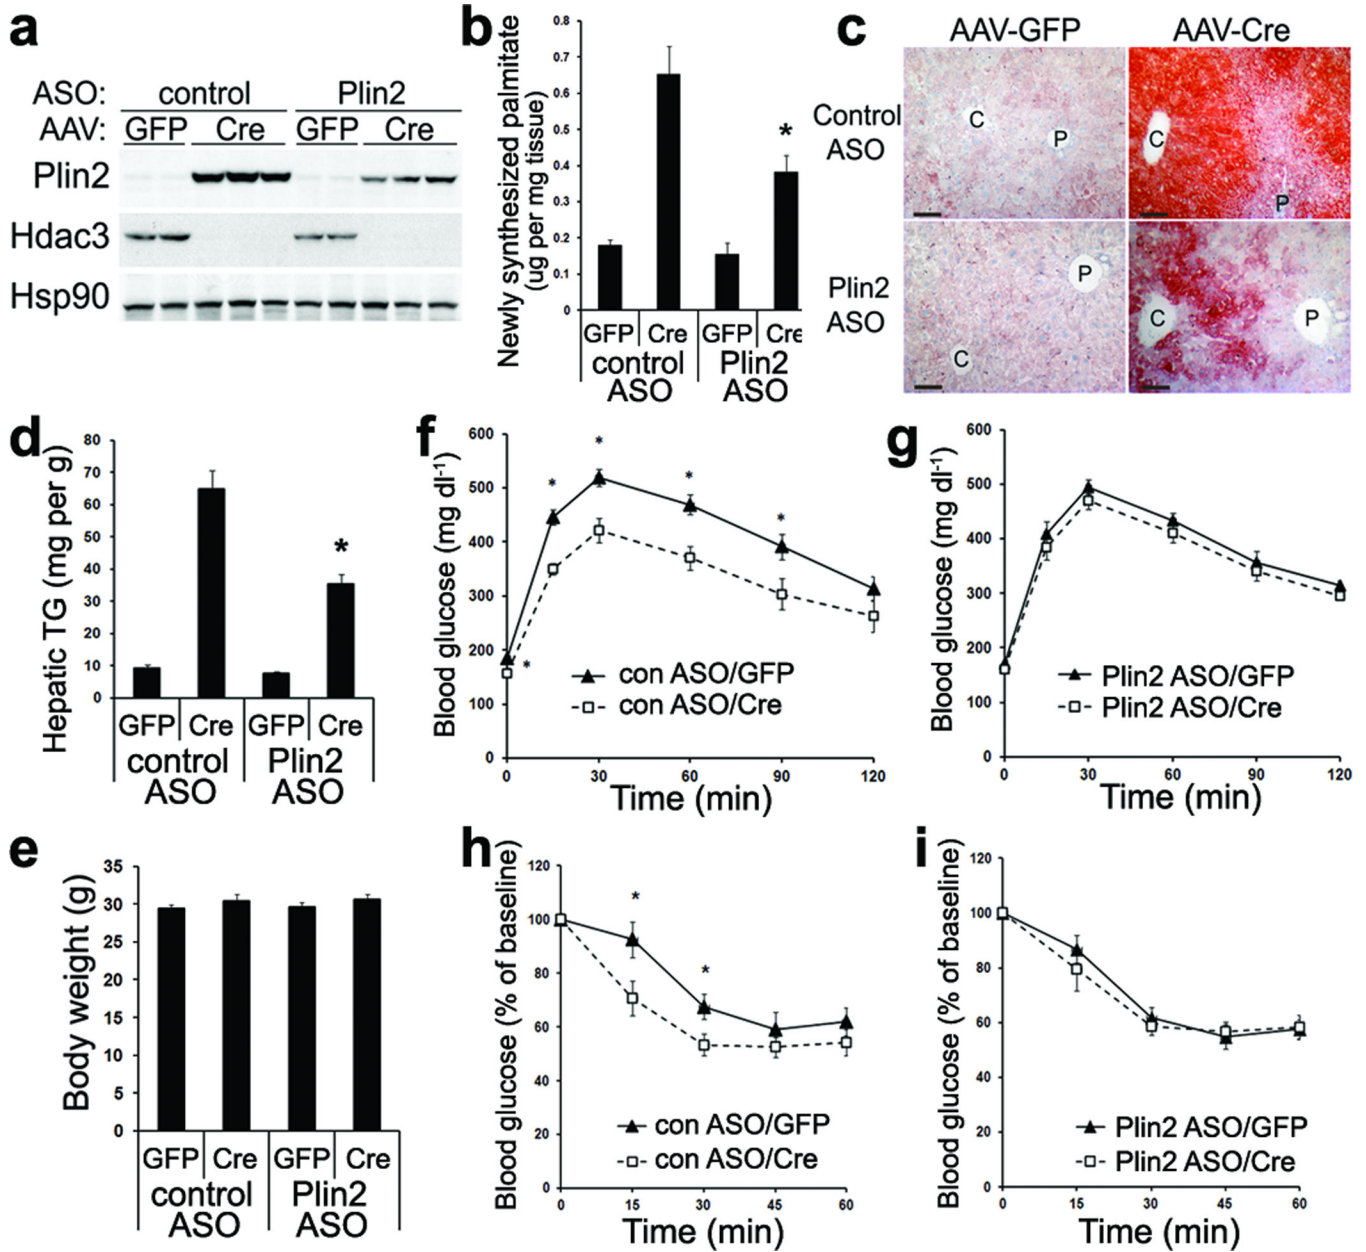 a
ASO: control Plin2
AAV: GFP Cre GFP Cre
Plin2
Hdac3
Hsp90
b
Newly synthesized palmitate
(ug per mg tissue)
0.8
0.7
0.6
0.5
0.4
0.3
0.2
0.1
0
*
GFP Cre GFP Cre
control Plin2
ASO ASO
c
AAV-GFP AAV-Cre
Control
ASO
C P
C P
Plin2
ASO
C P
C P
d
Hepatic TG (mg per g)
80
70
60
50
40
30
20
10
0
*
GFP Cre GFP Cre
control Plin2
ASO ASO
f
Blood glucose (mg dl-1)
600
500
400
300
200
100
0
* * * * *
con ASO/GFP
con ASO/Cre
0 30 60 90 120
Time (min)
g
Blood glucose (mg dl-1)
600
500
400
300
200
100
0
Plin2 ASO/GFP
Plin2 ASO/Cre
0 30 60 90 120
Time (min)
e
Body weight (g)
35
30
25
20
15
10
5
0
GFP Cre GFP Cre
control Plin2
ASO ASO
h
Blood glucose (% of baseline)
120
100
80
60
40
20
0
* *
con ASO/GFP
con ASO/Cre
0 15 30 45 60
Time (min)
i
Blood glucose (% of baseline)
120
100
80
60
40
20
0
Plin2 ASO/GFP
Plin2 ASO/Cre
0 15 30 45 60
Time (min)